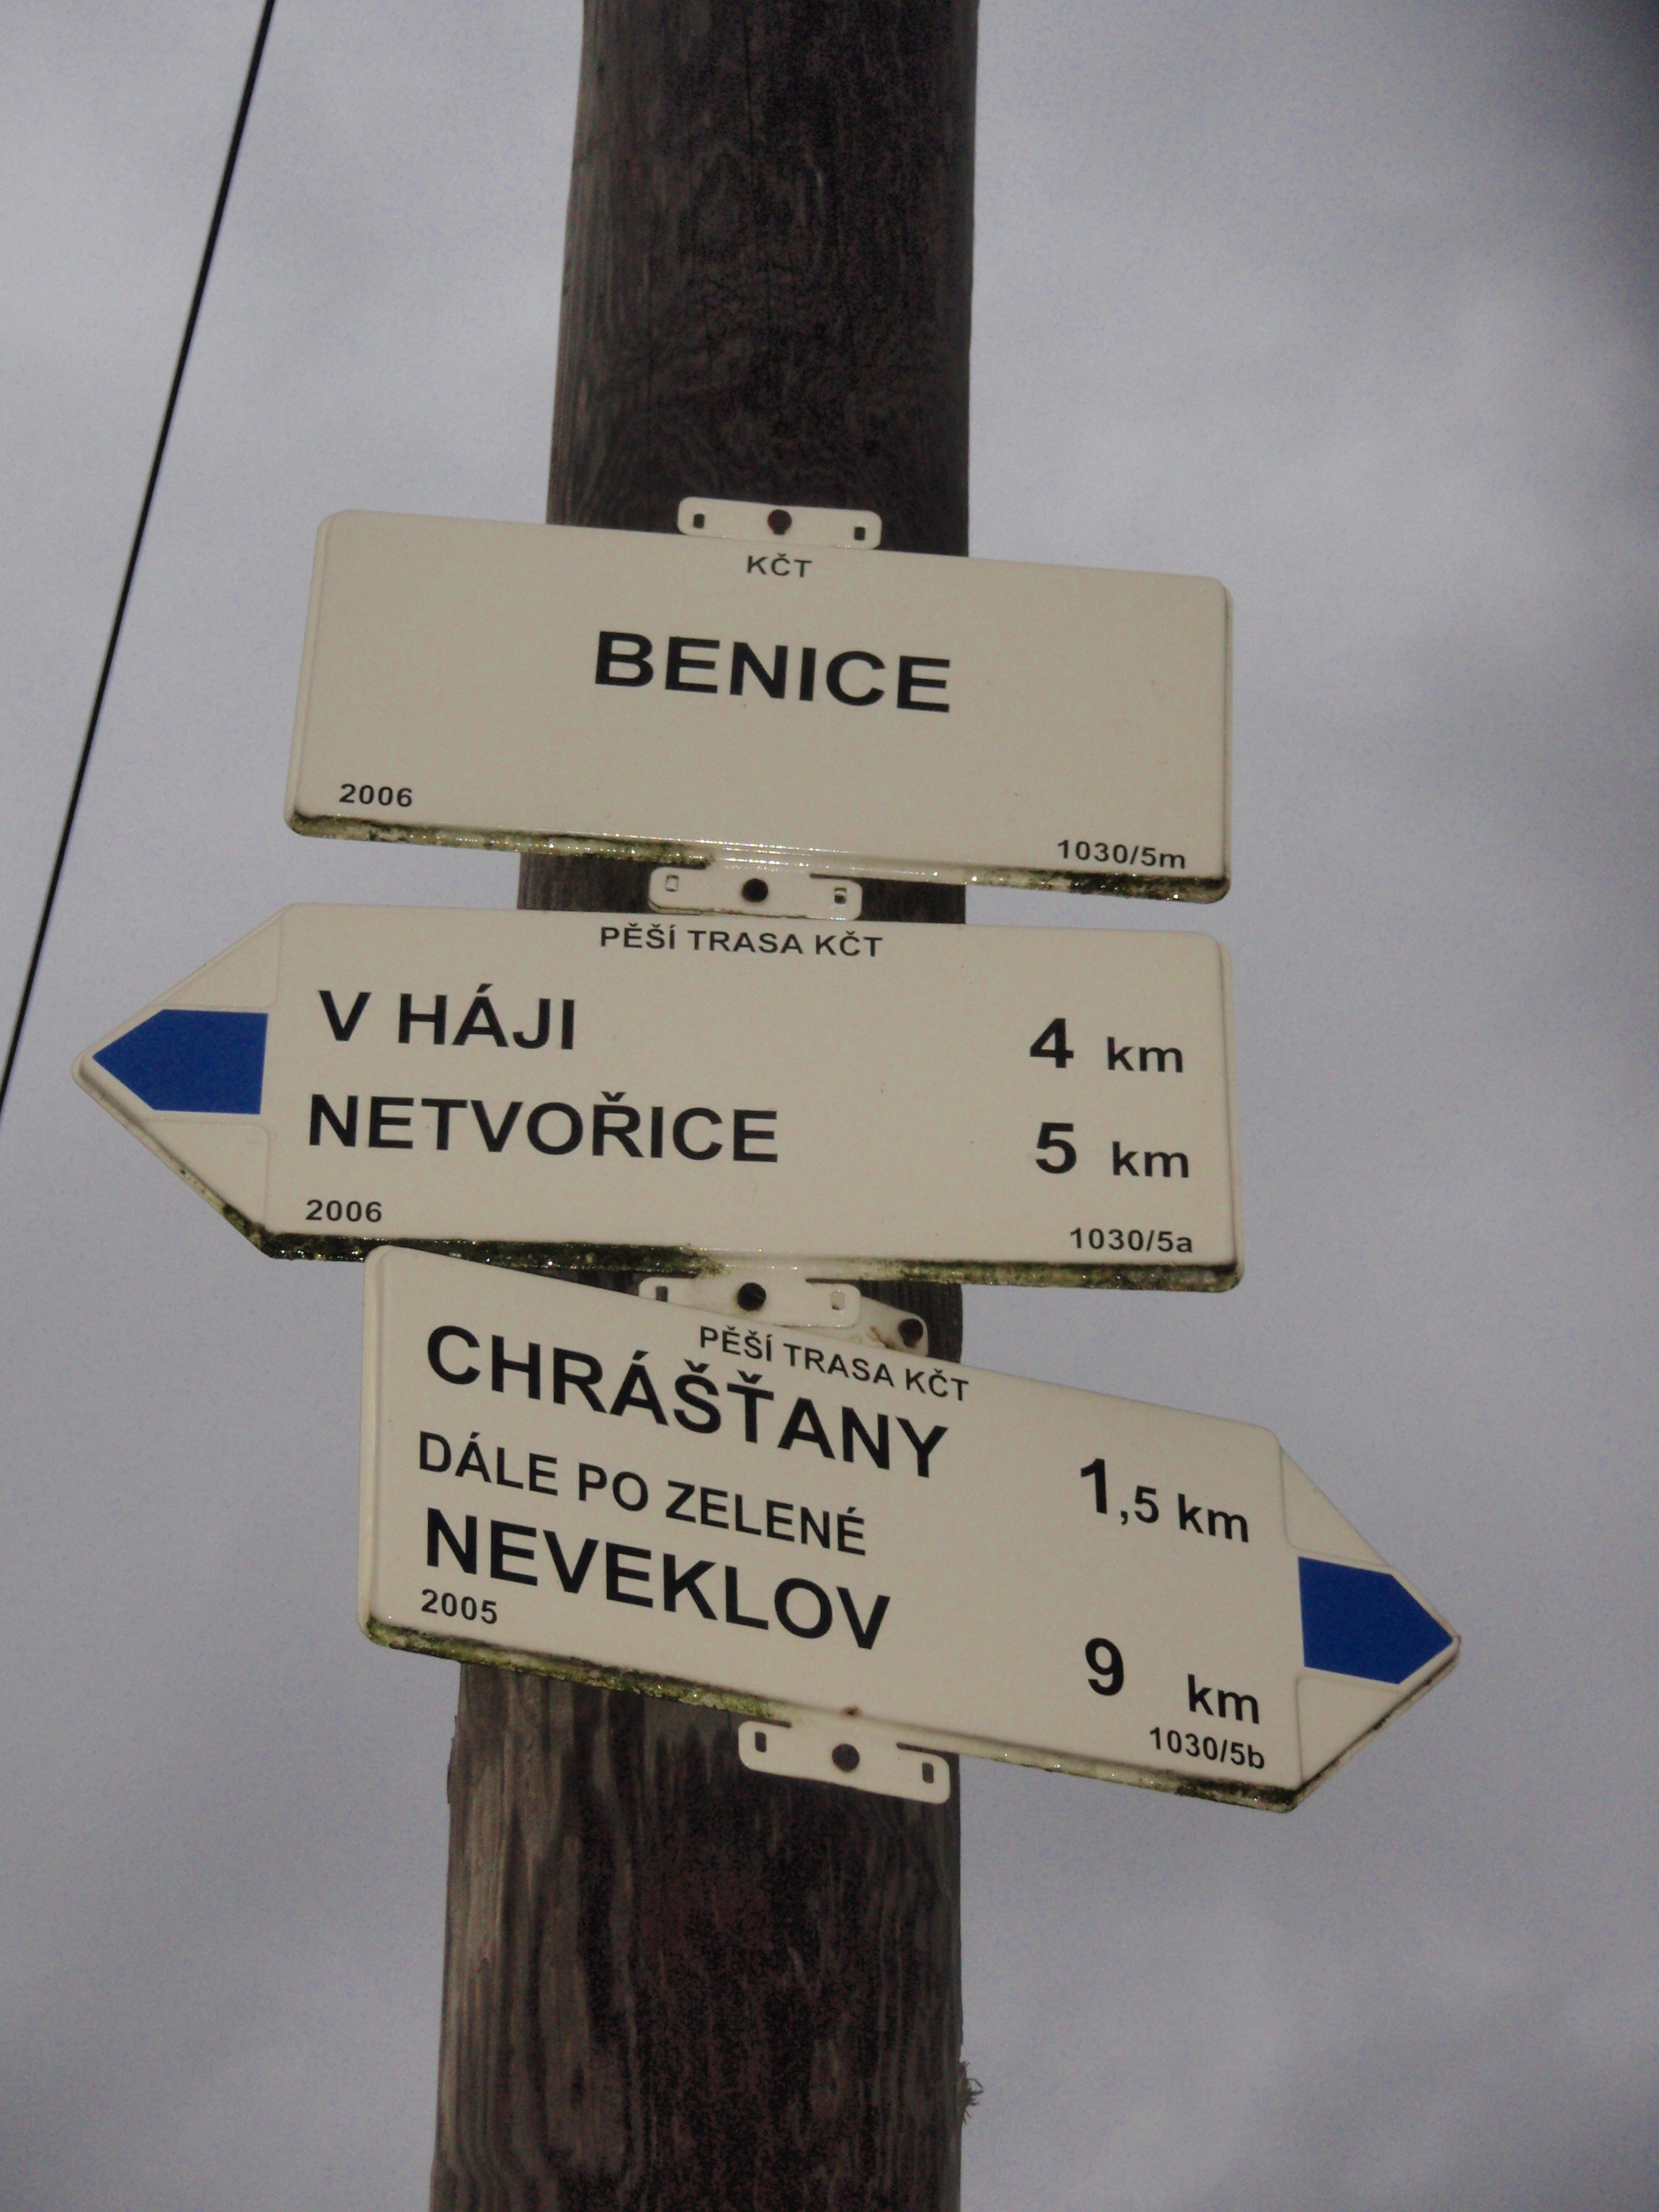 KČT
BENICE
2006
1030/5m
PĚŠÍ TRASA KČT
V HÁJI 4 km
NETVOŘICE 5 km
2006
1030/5a
PĚŠÍ TRASA KČT
CHRÁŠŤANY 1,5 km
DÁLE PO ZELENÉ
NEVEKLOV 9 km
2005
1030/5b